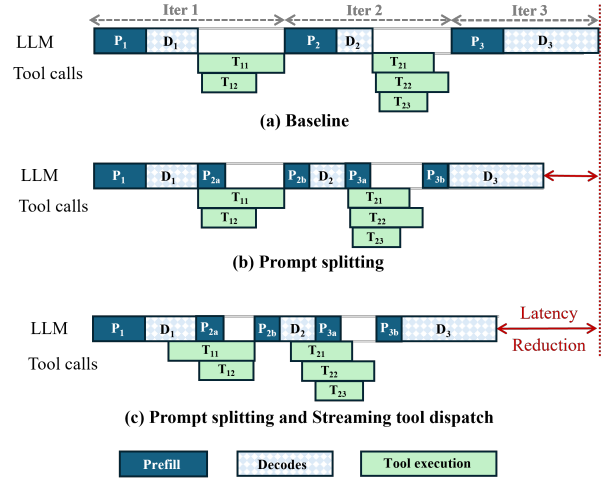 Iter 1 Iter 2 Iter 3
LLM P1 D1 P2 D2 P3 D3
Tool calls T11 T21
T12 T22
T23
(a) Baseline
LLM P1 D1 P2a P2b D2 P3a P3b D3
Tool calls T11 T21
T12 T22
T23
(b) Prompt splitting
LLM P1 D1 P2a P2b D2 P3a P3b D3 Latency
Tool calls T11 T21 Reduction
T12 T22
T23
(c) Prompt splitting and Streaming tool dispatch
Prefill Decodes Tool execution